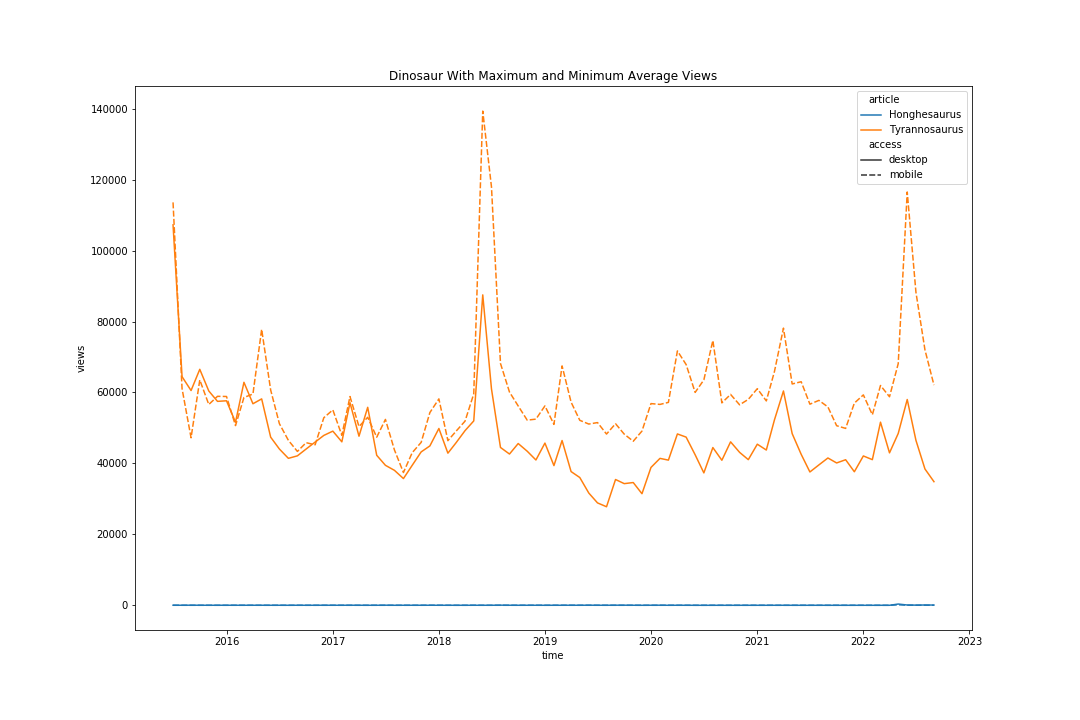 Dinosaur With Maximum and Minimum Average Views
article
Honghesaurus
Tyrannosaurus
access
desktop
mobile
views
140000
120000
100000
80000
60000
40000
20000
0
2016 2017 2018 2019 2020 2021 2022 2023
time